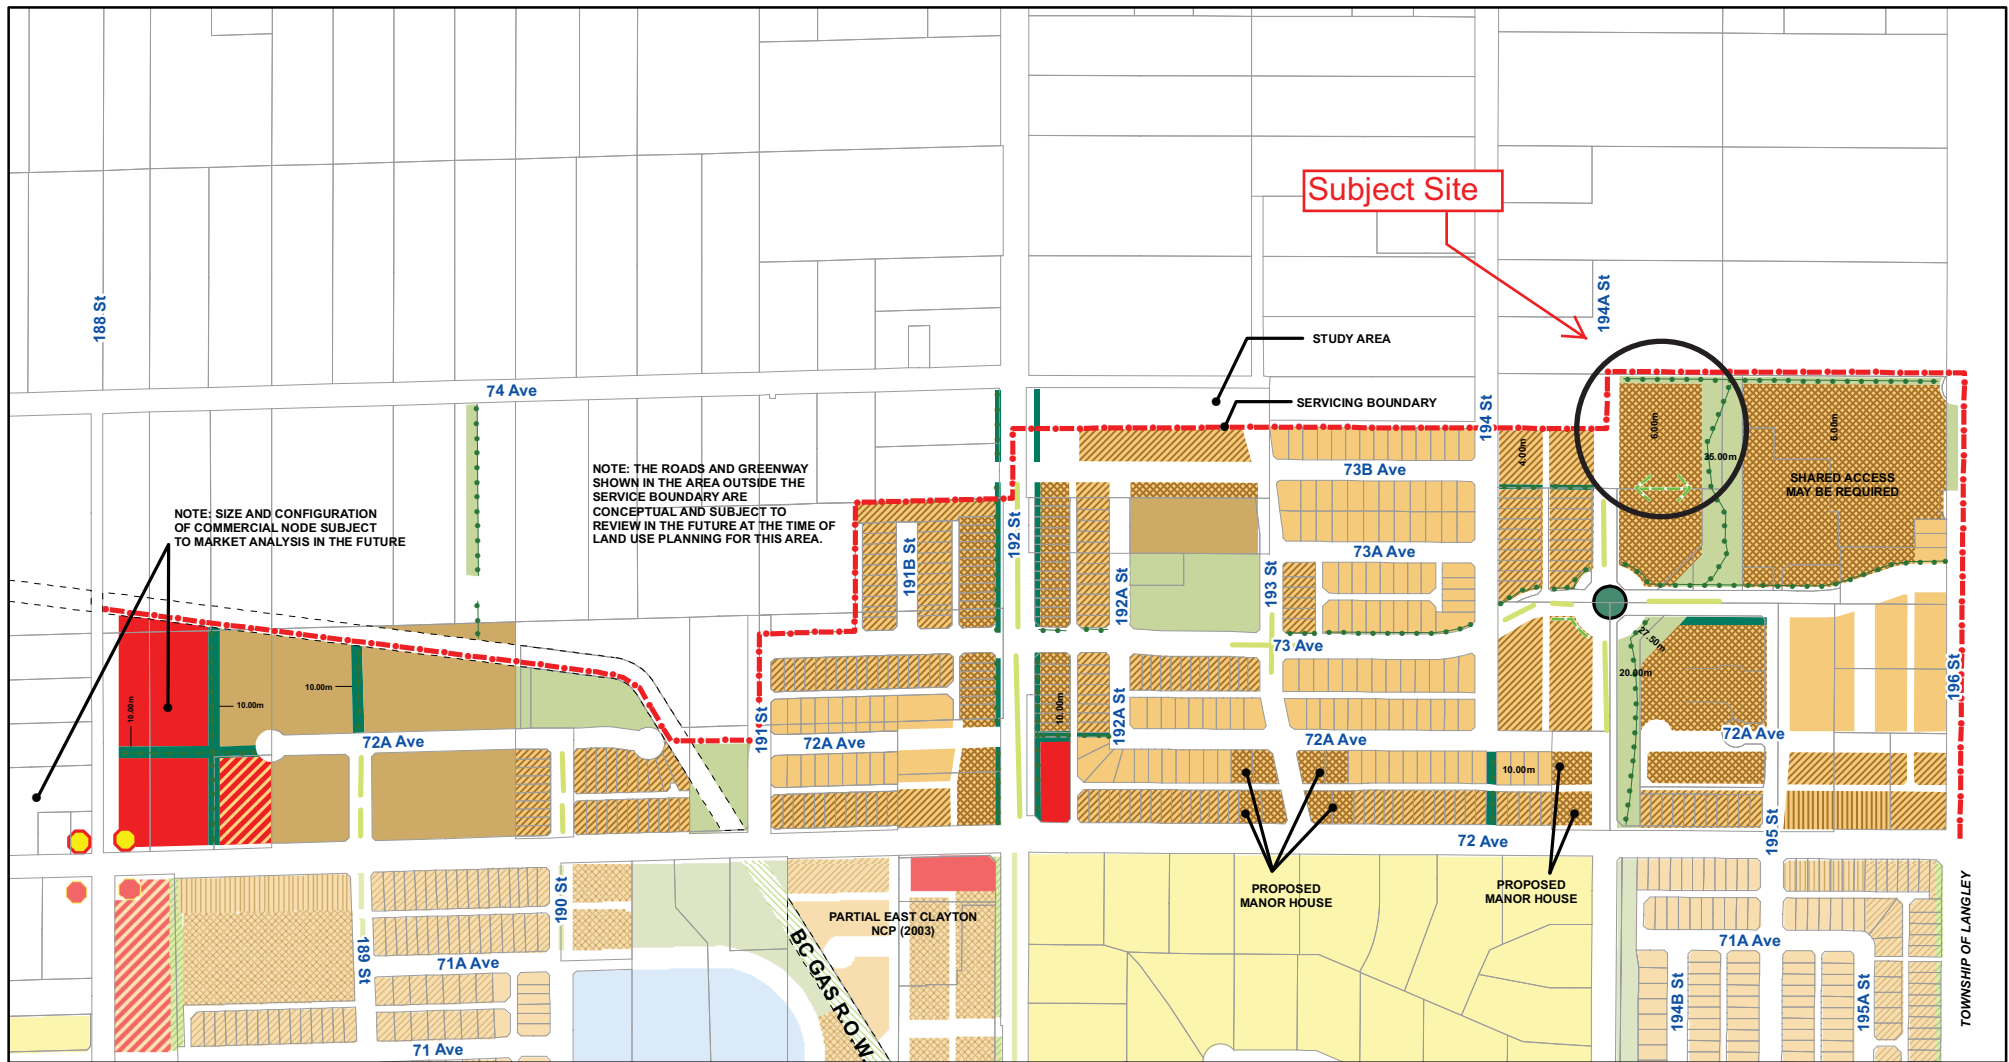 Subject Site
188 St
194A St
STUDY AREA
74 Ave
SERVICING BOUNDARY
194 St
6.00m
6.00m
4.00m
35.00m
73B Ave
NOTE: THE ROADS AND GREENWAY
SHOWN IN THE AREA OUTSIDE THE
SERVICE BOUNDARY ARE
CONCEPTUAL AND SUBJECT TO
REVIEW IN THE FUTURE AT THE TIME OF
LAND USE PLANNING FOR THIS AREA.
SHARED ACCESS
MAY BE REQUIRED
NOTE: SIZE AND CONFIGURATION
OF COMMERCIAL NODE SUBJECT
TO MARKET ANALYSIS IN THE FUTURE
192 St
73A Ave
191B St
192A St
193 St
73 Ave
27.50m
20.00m
196 St
10.00m
10.00m
10.00m
10.00m
192A St
191 St
72A Ave
72A Ave
72A Ave
72A Ave
10.00m
195 St
72 Ave
PROPOSED
MANOR HOUSE
PROPOSED
MANOR HOUSE
190 St
PARTIAL EAST CLAYTON
NCP (2003)
BC GAS R.O.W.
189 St
71A Ave
71A Ave
194B St
195A St
TOWNSHIP OF LANGLEY
71 Ave